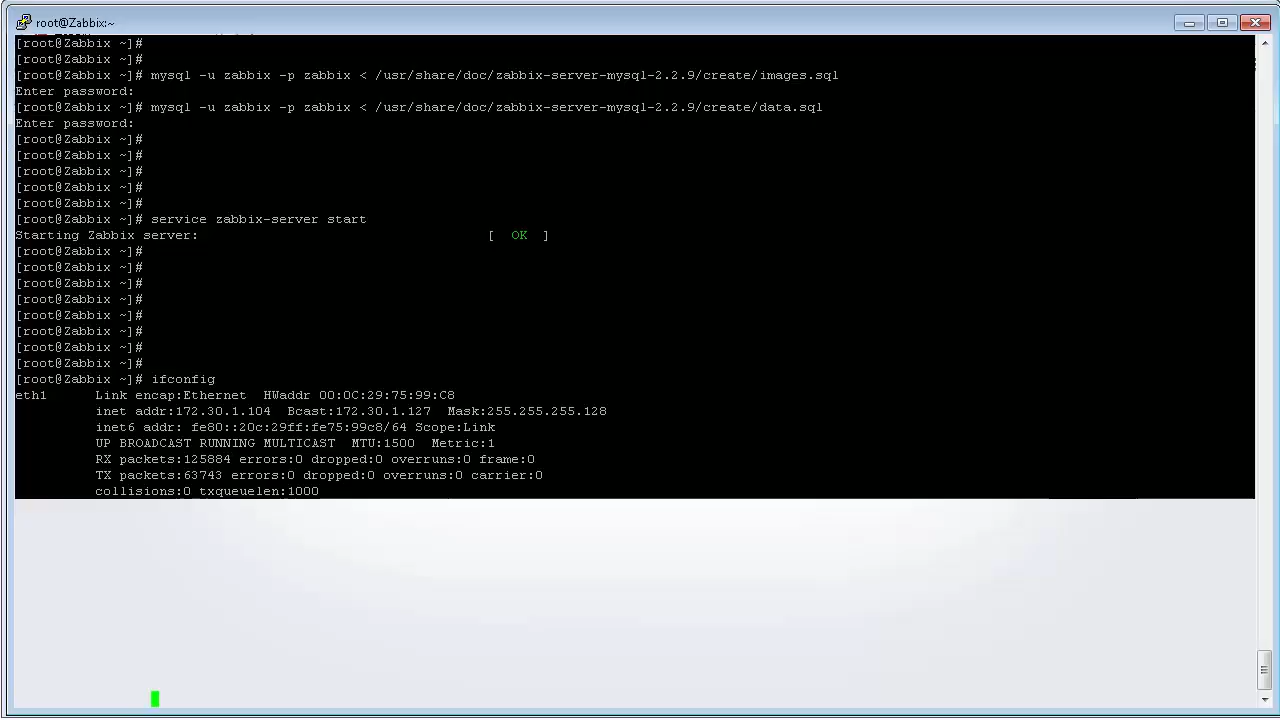 root@Zabbix:~
[root@Zabbix ~]#
[root@Zabbix ~]#
[root@Zabbix ~]# mysql -u zabbix -p zabbix < /usr/share/doc/zabbix-server-mysql-2.2.9/create/images.sql
Enter password:
[root@Zabbix ~]# mysql -u zabbix -p zabbix < /usr/share/doc/zabbix-server-mysql-2.2.9/create/data.sql
Enter password:
[root@Zabbix ~]#
[root@Zabbix ~]#
[root@Zabbix ~]#
[root@Zabbix ~]#
[root@Zabbix ~]#
[root@Zabbix ~]# service zabbix-server start
Starting Zabbix server: [ OK ]
[root@Zabbix ~]#
[root@Zabbix ~]#
[root@Zabbix ~]#
[root@Zabbix ~]#
[root@Zabbix ~]#
[root@Zabbix ~]#
[root@Zabbix ~]#
[root@Zabbix ~]#
[root@Zabbix ~]# ifconfig
eth1 Link encap:Ethernet HWaddr 00:0C:29:75:99:C8
inet addr:172.30.1.104 Bcast:172.30.1.127 Mask:255.255.255.128
inet6 addr: fe80::20c:29ff:fe75:99c8/64 Scope:Link
UP BROADCAST RUNNING MULTICAST MTU:1500 Metric:1
RX packets:125884 errors:0 dropped:0 overruns:0 frame:0
TX packets:63743 errors:0 dropped:0 overruns:0 carrier:0
collisions:0 txqueuelen:1000